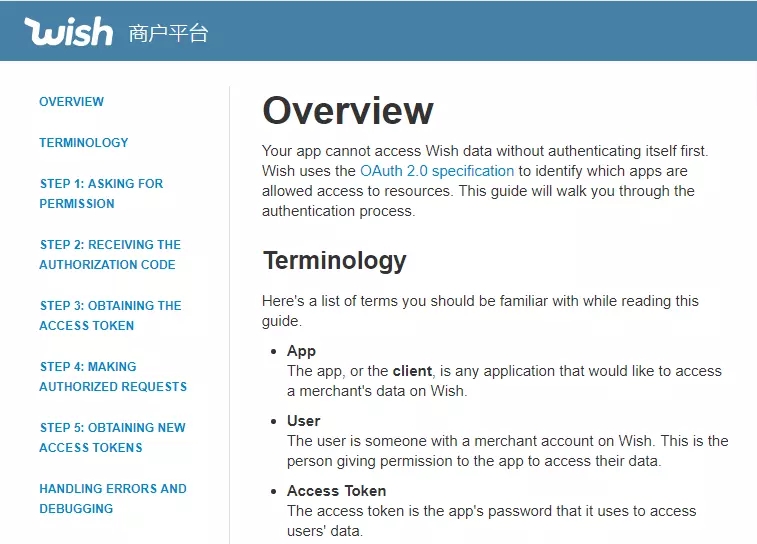 wish 商户平台
OVERVIEW
TERMINOLOGY
STEP 1: ASKING FOR
PERMISSION
STEP 2: RECEIVING THE
AUTHORIZATION CODE
STEP 3: OBTAINING THE
ACCESS TOKEN
STEP 4: MAKING
AUTHORIZED REQUESTS
STEP 5: OBTAINING NEW
ACCESS TOKENS
HANDLING ERRORS AND
DEBUGGING
Overview
Your app cannot access Wish data without authenticating itself first.
Wish uses the OAuth 2.0 specification to identify which apps are
allowed access to resources. This guide will walk you through the
authentication process.
Terminology
Here's a list of terms you should be familiar with while reading this
guide.
• App
The app, or the client, is any application that would like to access
a merchant's data on Wish.
• User
The user is someone with a merchant account on Wish. This is the
person giving permission to the app to access their data.
• Access Token
The access token is the app's password that it uses to access
users' data.